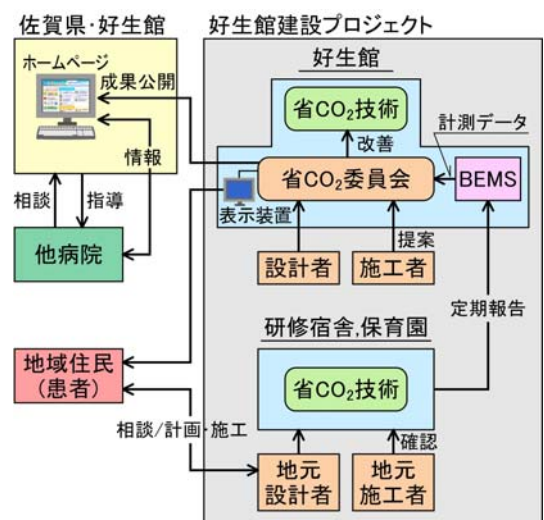 佐賀県・好生館
ホームページ
成果公開
情報
相談
指導
他病院
地域住民
(患者)
相談/計画・施工
好生館建設プロジェクト
好生館
省CO₂技術
改善
計測データ
省CO₂委員会
BEMS
表示装置
提案
設計者
施工者
定期報告
研修宿舎,保育園
省CO₂技術
確認
地元
設計者
地元
施工者